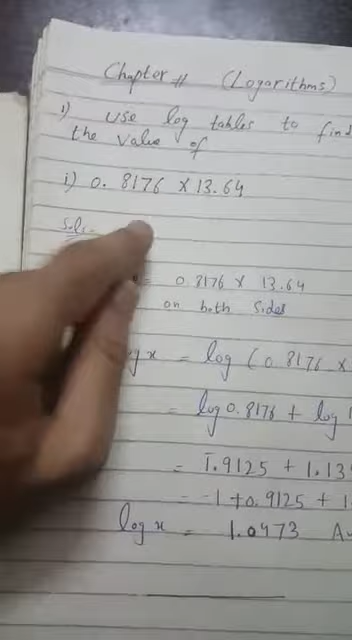 Chapter # (Logarithms)
1) use log tables to find
the value of
i) 0. 8176 × 13.64
Sol:-
= 0.8176 × 13.64
on both sides
log x = log (0.8176 ×
= log 0.8176 + log
= 1̄.9125 + 1.13
= -1+0.9125 + 1
log x = 1.0473